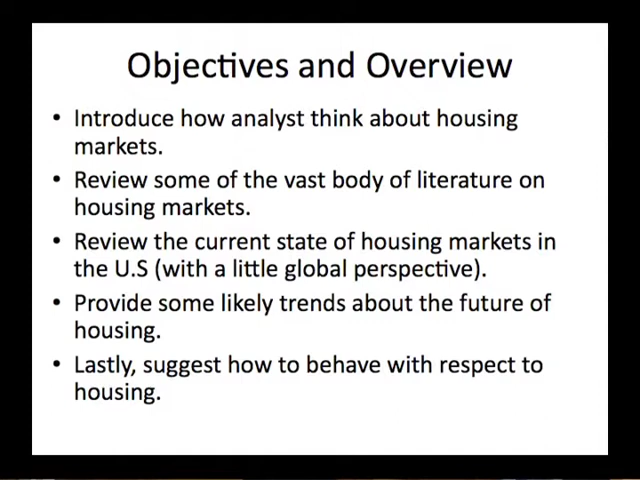 Objectives and Overview
• Introduce how analyst think about housing
markets.
• Review some of the vast body of literature on
housing markets.
• Review the current state of housing markets in
the U.S (with a little global perspective).
• Provide some likely trends about the future of
housing.
• Lastly, suggest how to behave with respect to
housing.